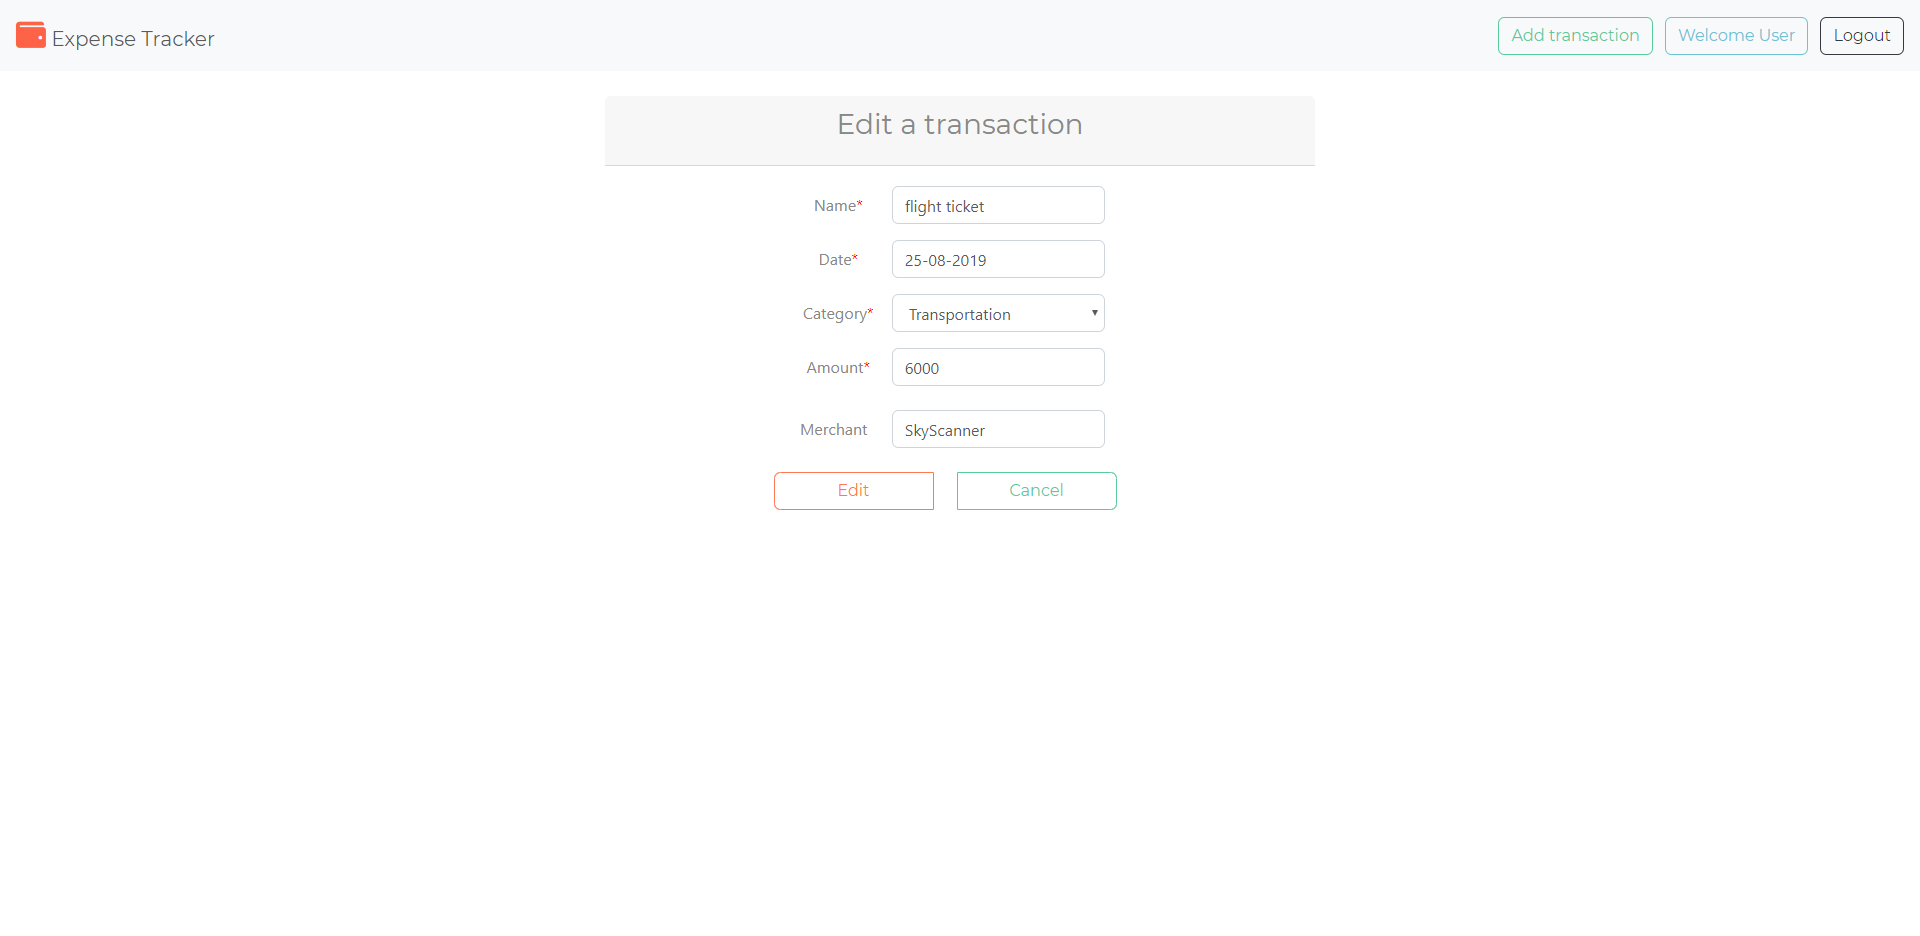 Expense Tracker
Add transaction
Welcome User
Logout
Edit a transaction
Name* flight ticket
Date* 25-08-2019
Category* Transportation
Amount* 6000
Merchant SkyScanner
Edit Cancel